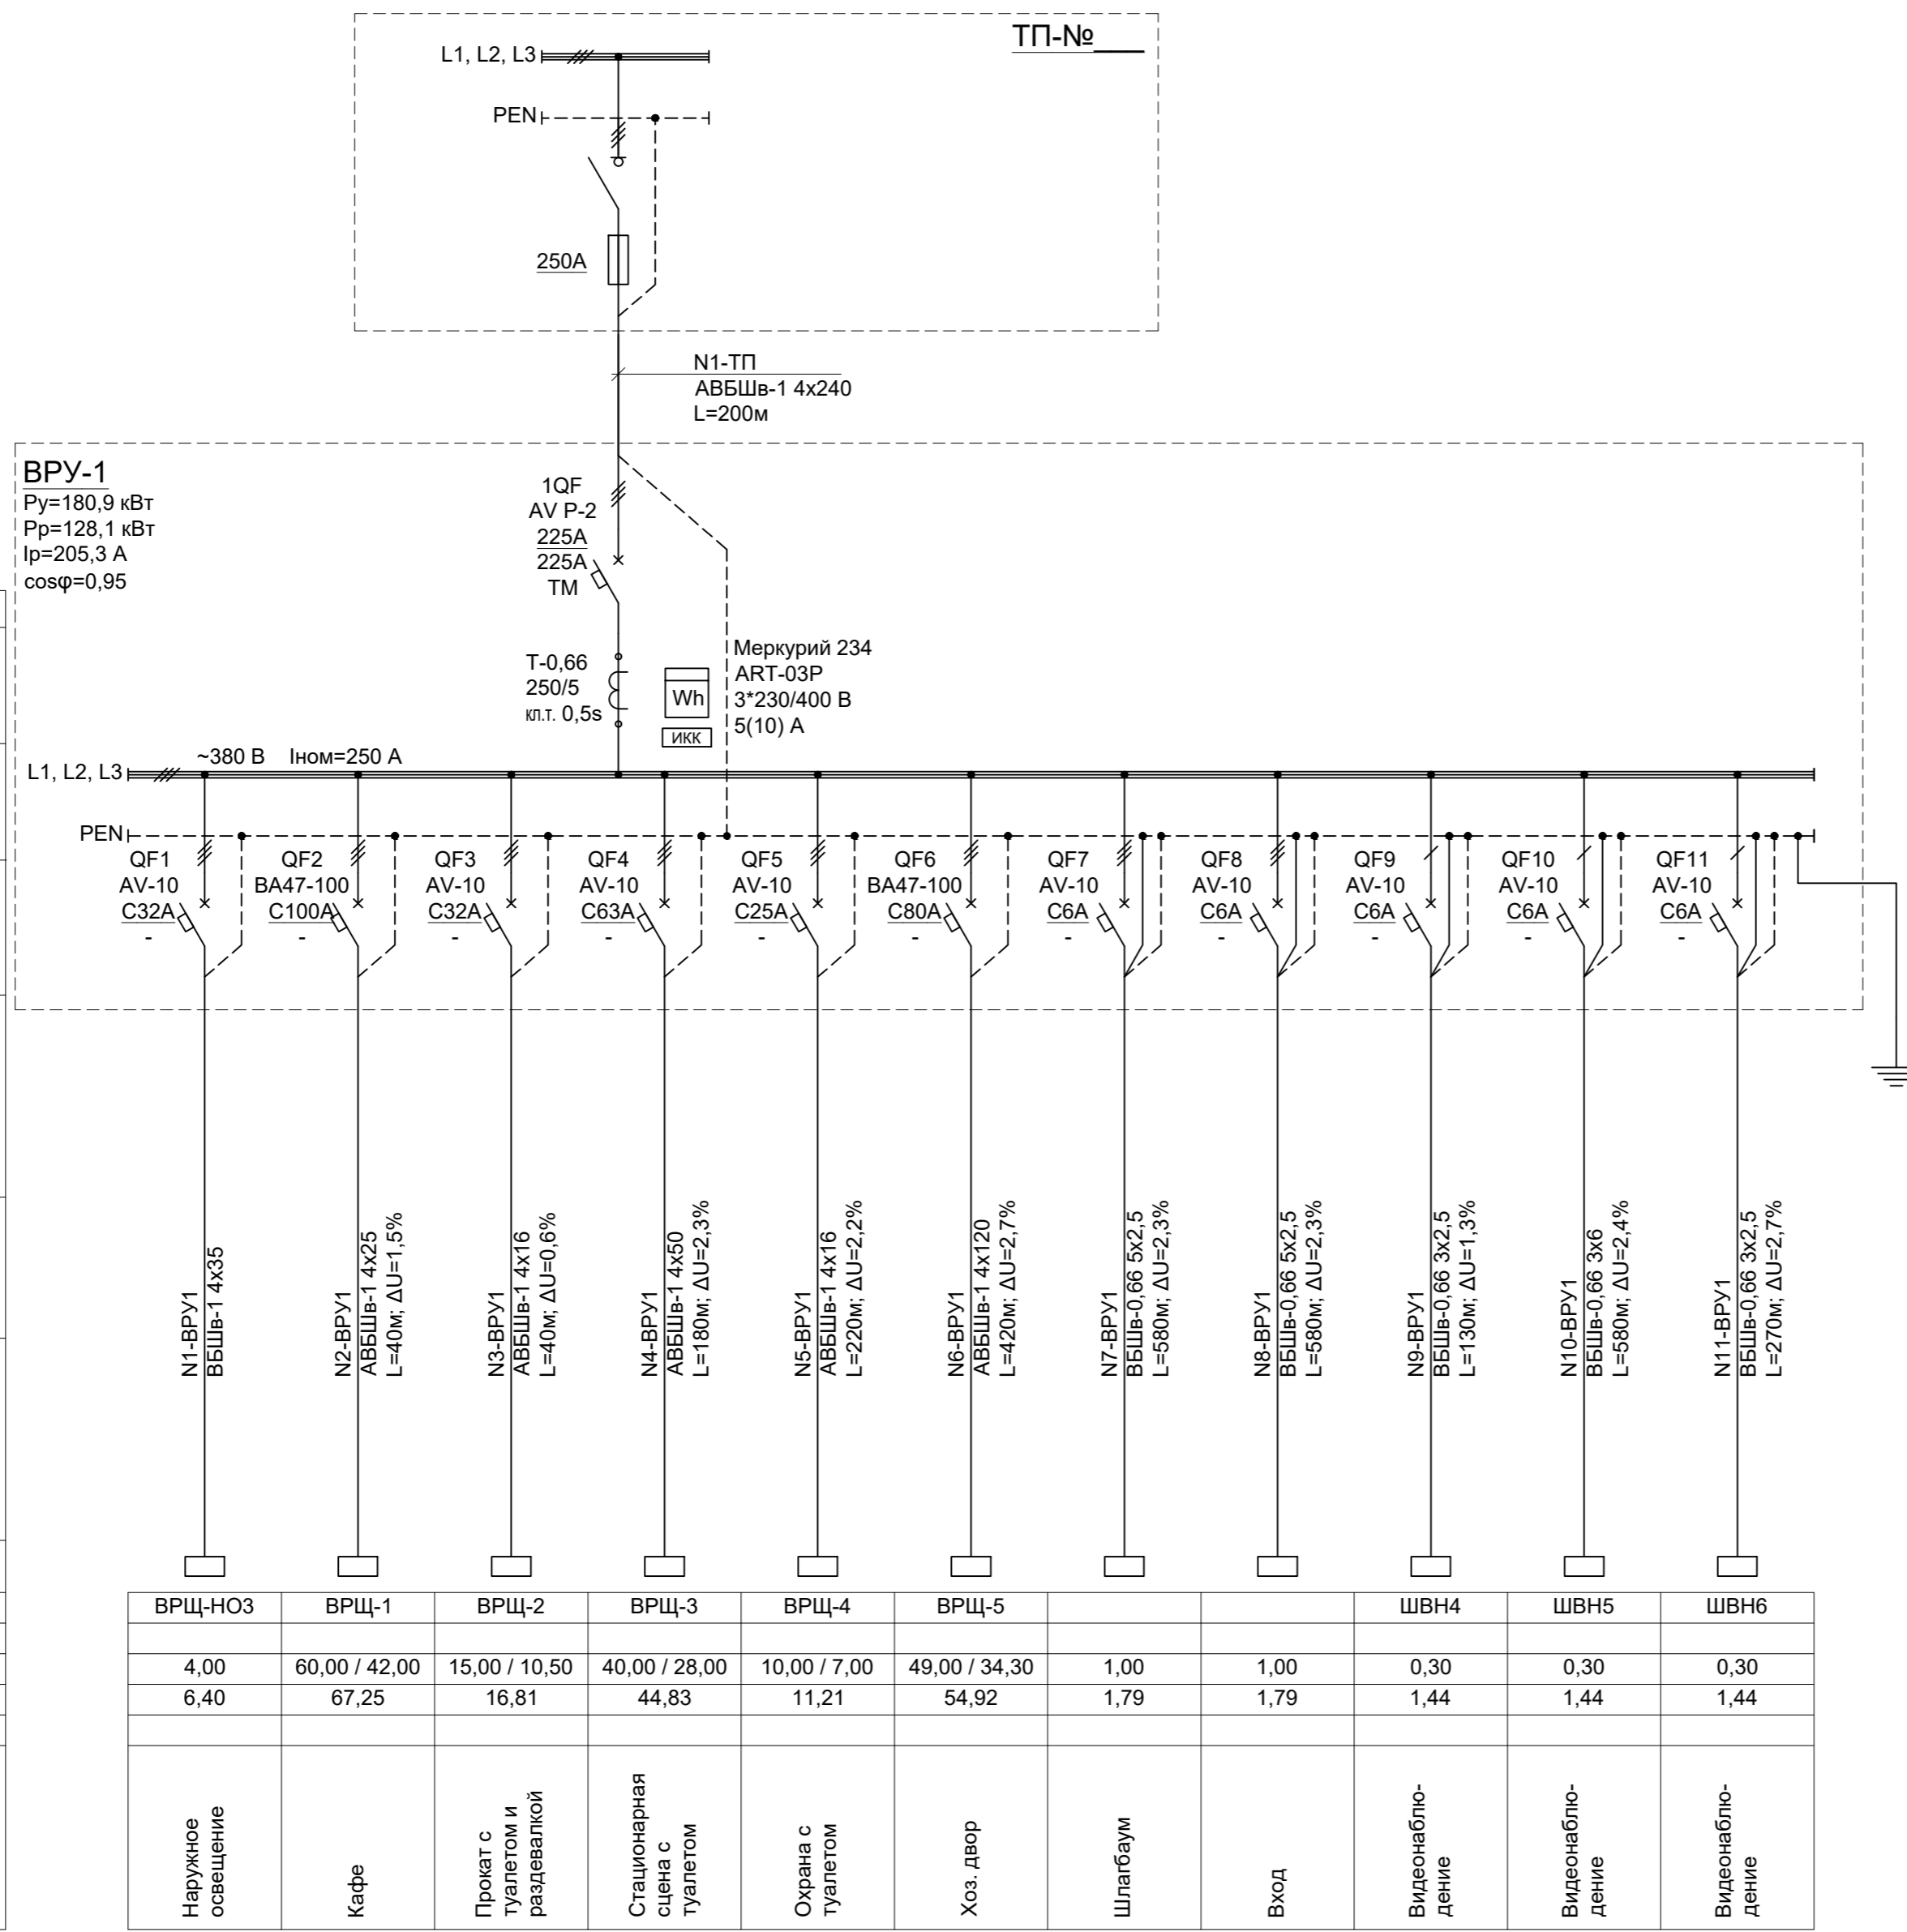 ТП-№___
L1, L2, L3
PEN
250А
N1-ТП
АВБШв-1 4х240
L=200м
ВРУ-1
Ру=180,9 кВт
Рр=128,1 кВт
Iр=205,3 А
cosφ=0,95
1QF
AV P-2
225А
225А
ТМ
Т-0,66
250/5
кл.т. 0,5s
Wh
ИКК
Меркурий 234
ART-03P
3*230/400 В
5(10) А
~380 В Iном=250 А
L1, L2, L3
PEN
QF1
AV-10
C32A
-
QF2
ВА47-100
C100A
-
QF3
AV-10
C32A
-
QF4
AV-10
C63A
-
QF5
AV-10
C25A
-
QF6
ВА47-100
C80A
-
QF7
AV-10
C6A
-
QF8
AV-10
C6A
-
QF9
AV-10
C6A
-
QF10
AV-10
C6A
-
QF11
AV-10
C6A
-
N1-ВРУ1
ВБШв-1 4х35
N2-ВРУ1
АВБШв-1 4х25
L=40м; ΔU=1,5%
N3-ВРУ1
АВБШв-1 4х16
L=40м; ΔU=0,6%
N4-ВРУ1
АВБШв-1 4х50
L=180м; ΔU=2,3%
N5-ВРУ1
АВБШв-1 4х16
L=220м; ΔU=2,2%
N6-ВРУ1
АВБШв-1 4х120
L=420м; ΔU=2,7%
N7-ВРУ1
ВБШв-0,66 5х2,5
L=580м; ΔU=2,3%
N8-ВРУ1
ВБШв-0,66 5х2,5
L=580м; ΔU=2,3%
N9-ВРУ1
ВБШв-0,66 3х2,5
L=130м; ΔU=1,3%
N10-ВРУ1
ВБШв-0,66 3х6
L=580м; ΔU=2,4%
N11-ВРУ1
ВБШв-0,66 3х2,5
L=270м; ΔU=2,7%
ВРЩ-НО3 ВРЩ-1 ВРЩ-2 ВРЩ-3 ВРЩ-4 ВРЩ-5 ШВН4 ШВН5 ШВН6
4,00 60,00 / 42,00 15,00 / 10,50 40,00 / 28,00 10,00 / 7,00 49,00 / 34,30 1,00 1,00 0,30 0,30 0,30
6,40 67,25 16,81 44,83 11,21 54,92 1,79 1,79 1,44 1,44 1,44
Наружное
освещение
Кафе
Прокат с
туалетом и
раздевалкой
Стационарная
сцена с
туалетом
Охрана с
туалетом
Хоз. двор
Шлагбаум
Вход
Видеонаблю-
дение
Видеонаблю-
дение
Видеонаблю-
дение